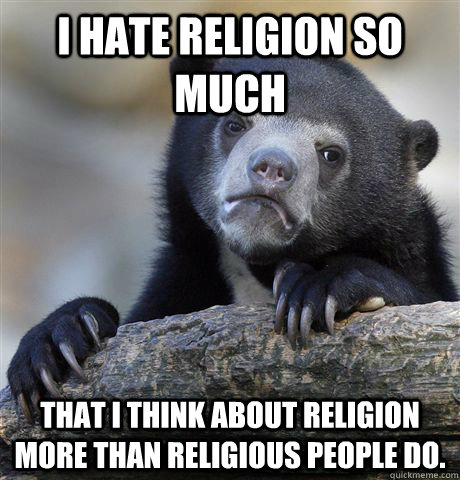 I HATE RELIGION SO
MUCH
THAT I THINK ABOUT RELIGION
MORE THAN RELIGIOUS PEOPLE DO.
quickmeme.com